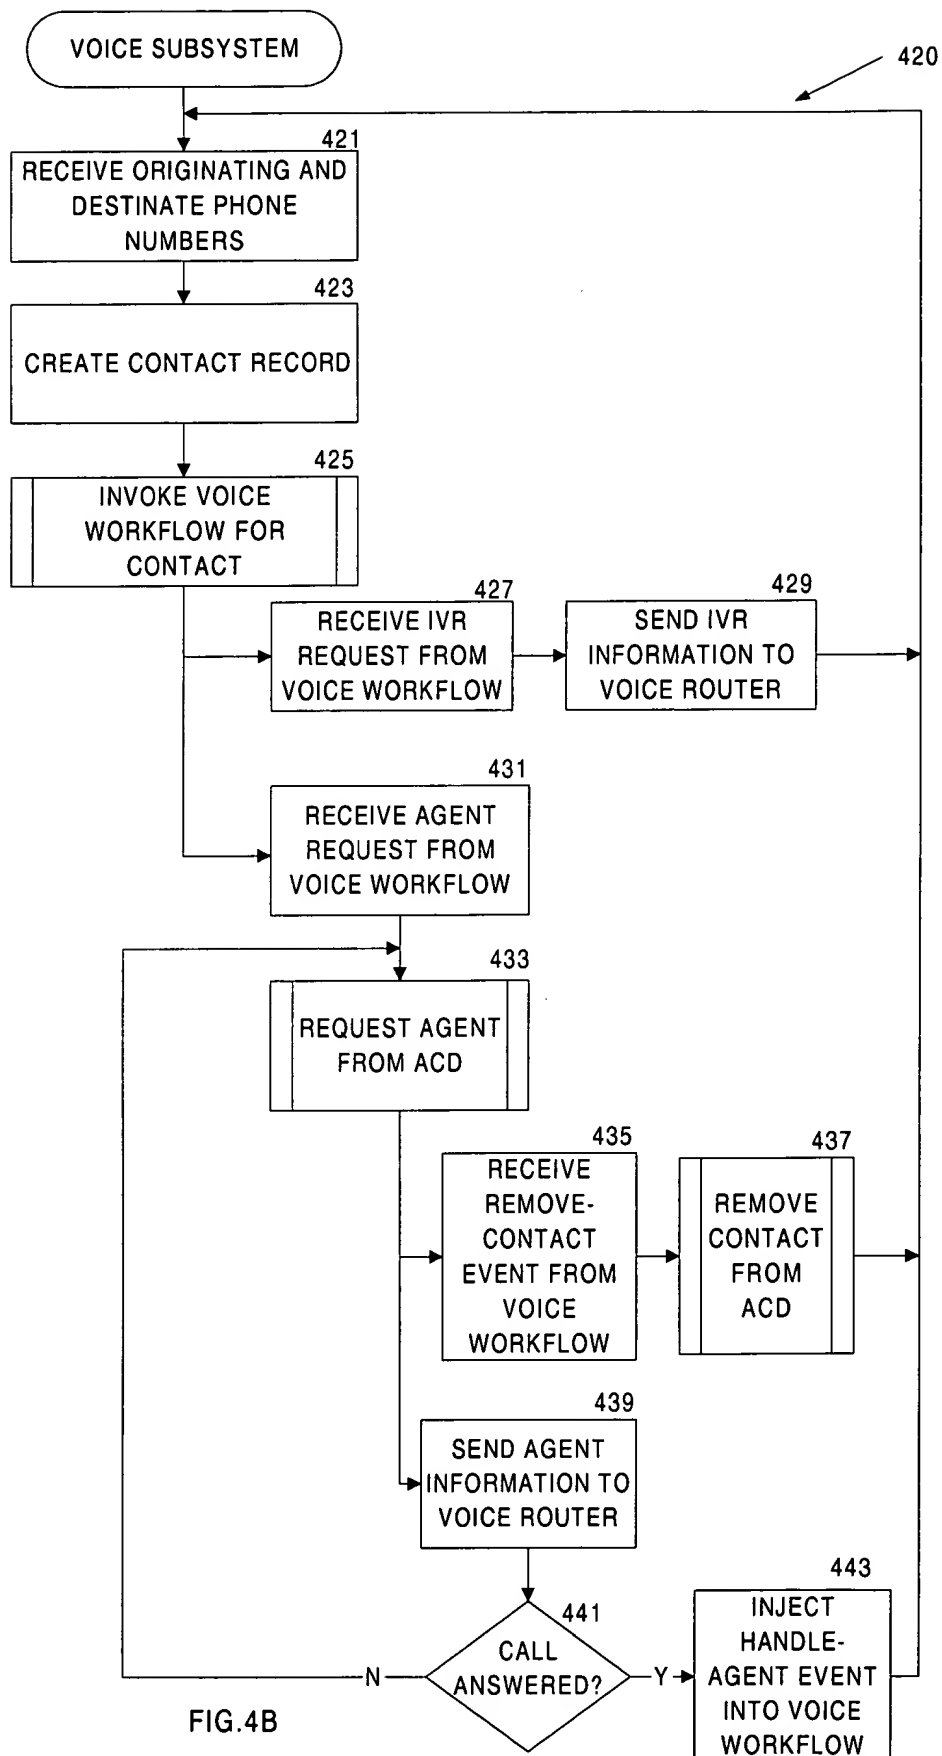 VOICE SUBSYSTEM
420
421
RECEIVE ORIGINATING AND
DESTINATE PHONE
NUMBERS
423
CREATE CONTACT RECORD
425
INVOKE VOICE
WORKFLOW FOR
CONTACT
427
RECEIVE IVR
REQUEST FROM
VOICE WORKFLOW
429
SEND IVR
INFORMATION TO
VOICE ROUTER
431
RECEIVE AGENT
REQUEST FROM
VOICE WORKFLOW
433
REQUEST AGENT
FROM ACD
435
RECEIVE
REMOVE-
CONTACT
EVENT FROM
VOICE
WORKFLOW
437
REMOVE
CONTACT
FROM
ACD
439
SEND AGENT
INFORMATION TO
VOICE ROUTER
441
CALL
ANSWERED?
N
Y
443
INJECT
HANDLE-
AGENT EVENT
INTO VOICE
WORKFLOW
FIG.4B